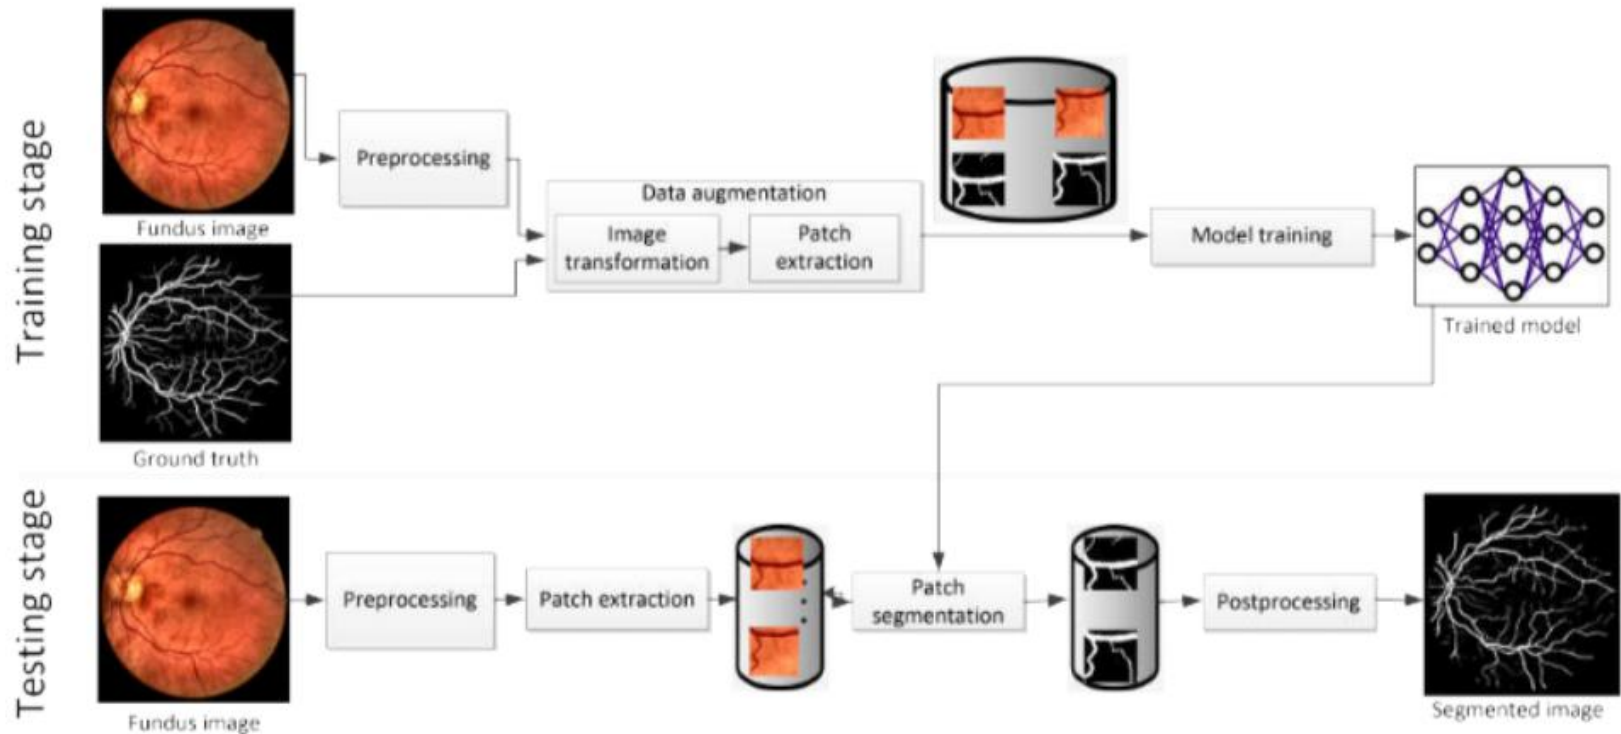 Training stage
Fundus image
Preprocessing
Data augmentation
Image
transformation
Patch
extraction
Model training
Trained model
Ground truth
Testing stage
Fundus image
Preprocessing
Patch extraction
Patch
segmentation
Postprocessing
Segmented image